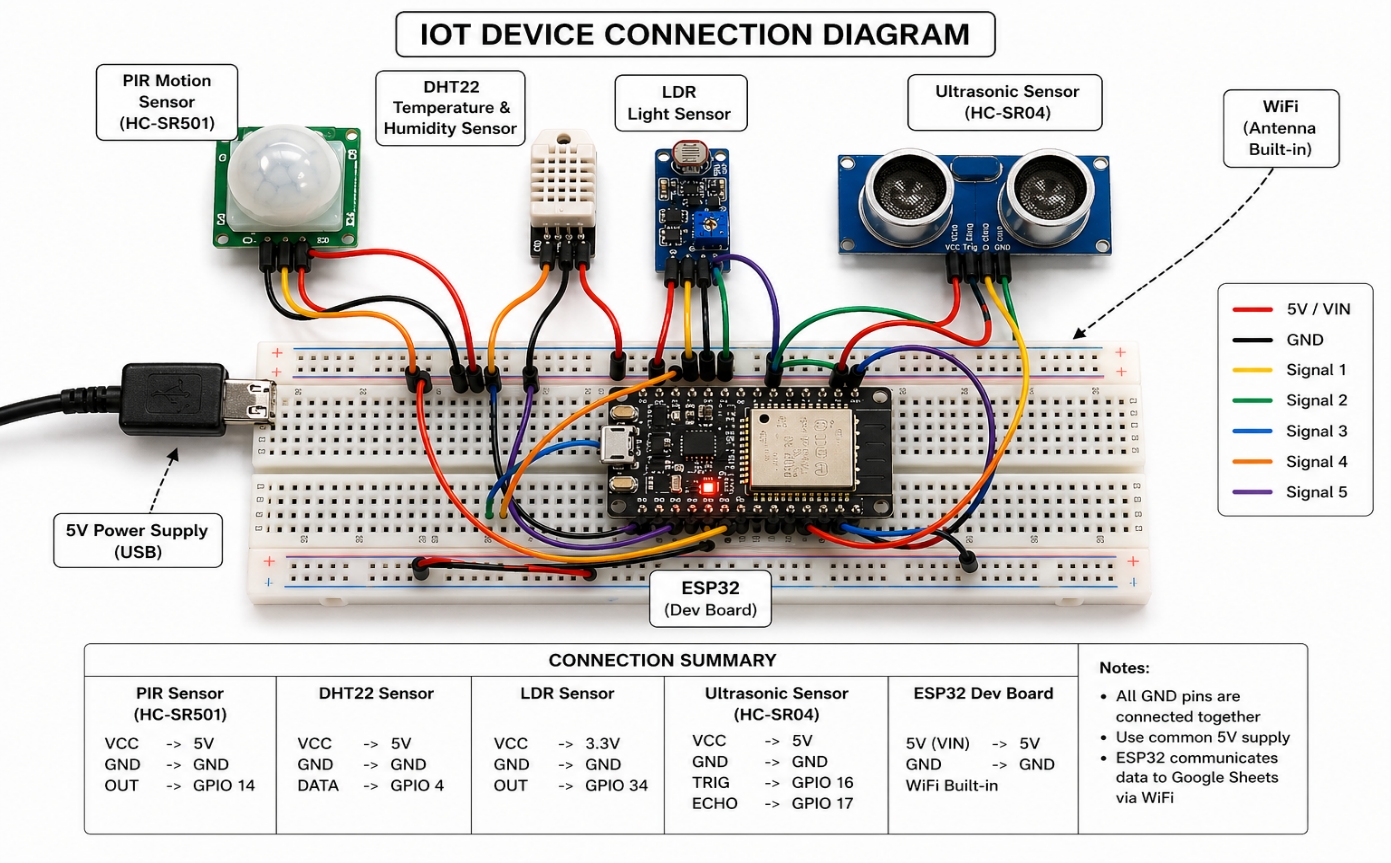 IOT DEVICE CONNECTION DIAGRAM
PIR Motion
Sensor
(HC-SR501)
DHT22
Temperature &
Humidity Sensor
LDR
Light Sensor
Ultrasonic Sensor
(HC-SR04)
WiFi
(Antenna
Built-in)
VCC Trig
GND
5V / VIN
GND
Signal 1
Signal 2
Signal 3
Signal 4
Signal 5
5V Power Supply
(USB)
ESP32
(Dev Board)
CONNECTION SUMMARY
PIR Sensor
(HC-SR501)
VCC -> 5V
GND -> GND
OUT -> GPIO 14
DHT22 Sensor
VCC -> 5V
GND -> GND
DATA -> GPIO 4
LDR Sensor
VCC -> 3.3V
GND -> GND
OUT -> GPIO 34
Ultrasonic Sensor
(HC-SR04)
VCC -> 5V
GND -> GND
TRIG -> GPIO 16
ECHO -> GPIO 17
ESP32 Dev Board
5V (VIN) -> 5V
GND -> GND
WiFi Built-in
Notes:
• All GND pins are
connected together
• Use common 5V supply
• ESP32 communicates
data to Google Sheets
via WiFi